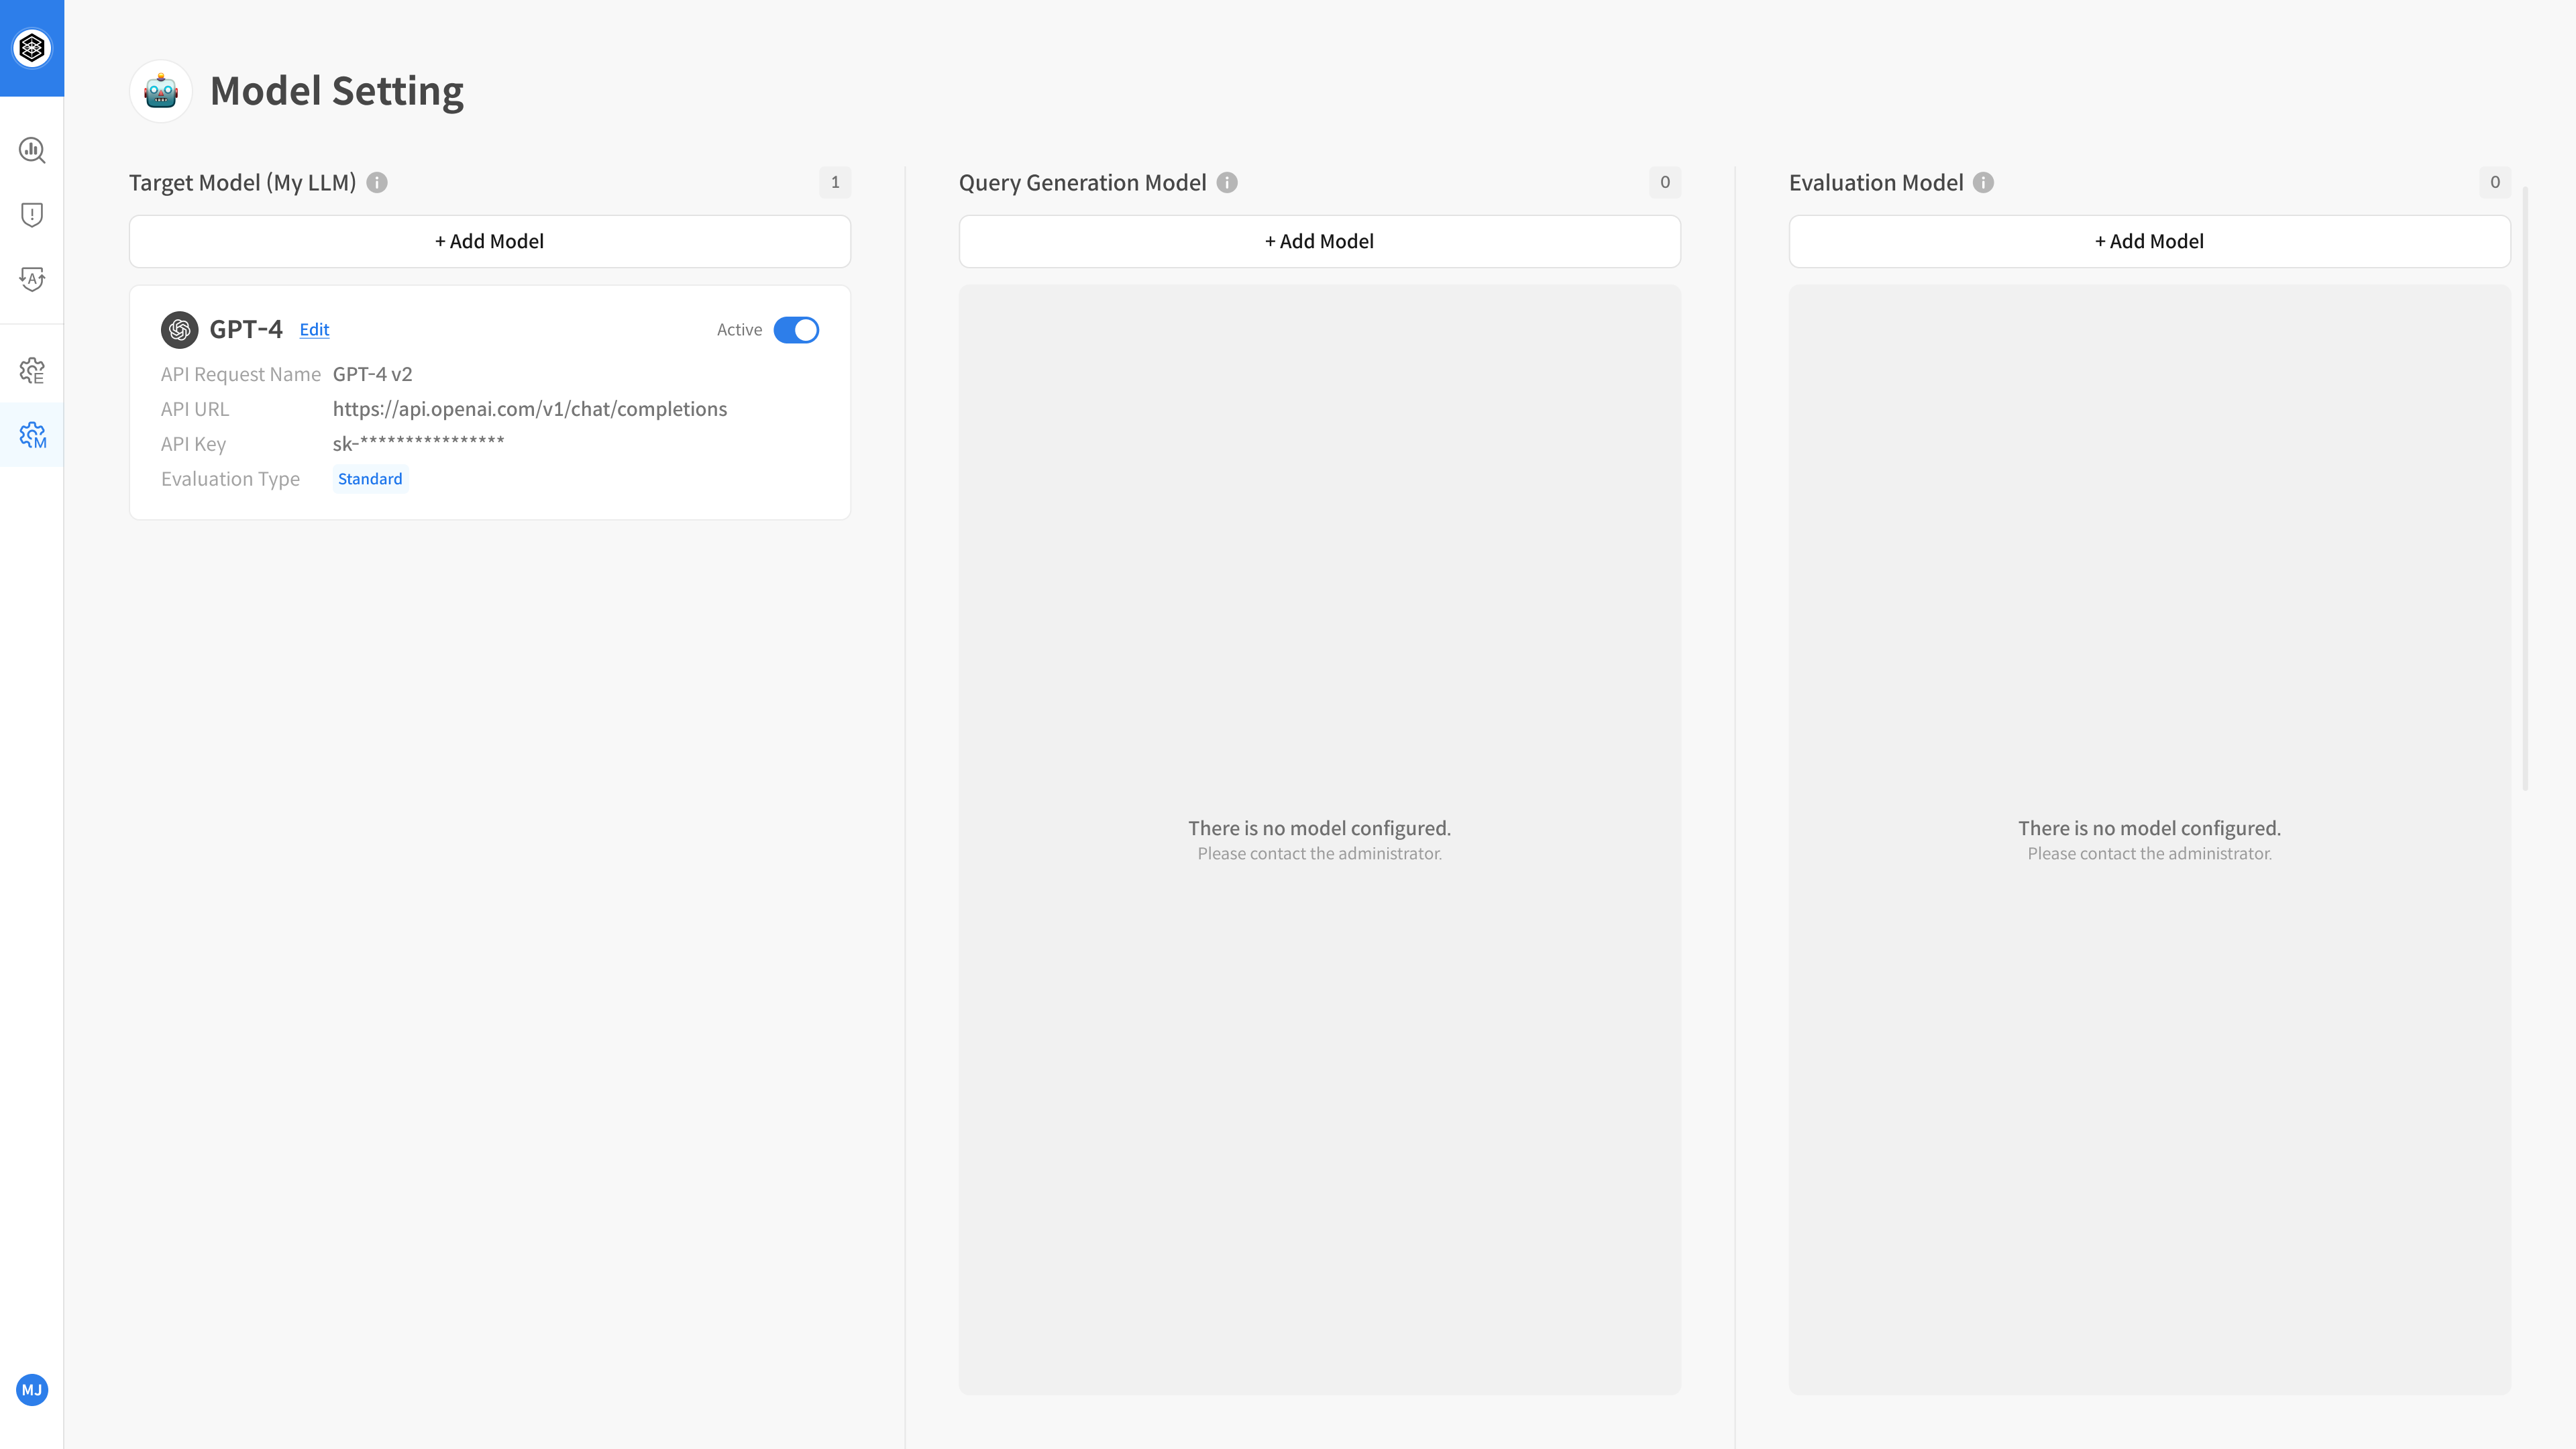 Model Setting
Target Model (My LLM)
1
+ Add Model
GPT-4
Edit
Active
API Request Name
GPT-4 v2
API URL
https://api.openai.com/v1/chat/completions
API Key
sk-****************
Evaluation Type
Standard
Query Generation Model
0
+ Add Model
There is no model configured.
Please contact the administrator.
Evaluation Model
0
+ Add Model
There is no model configured.
Please contact the administrator.
A
E
M
MJ